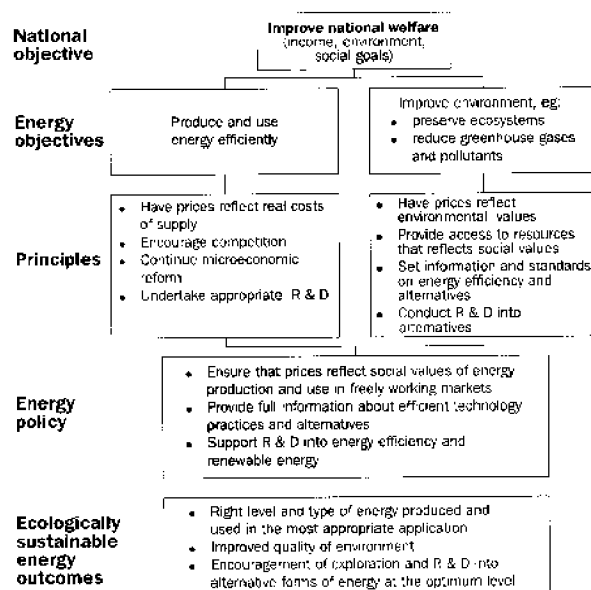 National
objective
Improve national welfare
(income, environment,
social goals)
Energy
objectives
Produce and use
energy efficiently
Improve environment, eg:
• preserve ecosystems
• reduce greenhouse gases
and pollutants
Principles
• Have prices reflect real costs
of supply
• Encourage competition
• Continue microeconomic
reform
• Undertake appropriate R & D
• Have prices reflect
environmental values
• Provide access to resources
that reflects social values
• Set information and standards
on energy efficiency and
alternatives
• Conduct R & D into
alternatives
Energy
policy
• Ensure that prices reflect social values of energy
production and use in freely working markets
• Provide full information about efficient technology
practices and alternatives
• Support R & D into energy efficiency and
renewable energy
Ecologically
sustainable
energy
outcomes
• Right level and type of energy produced and
used in the most appropriate application
• Improved quality of environment
• Encouragement of exploration and R & D into
alternative forms of energy at the optimum level